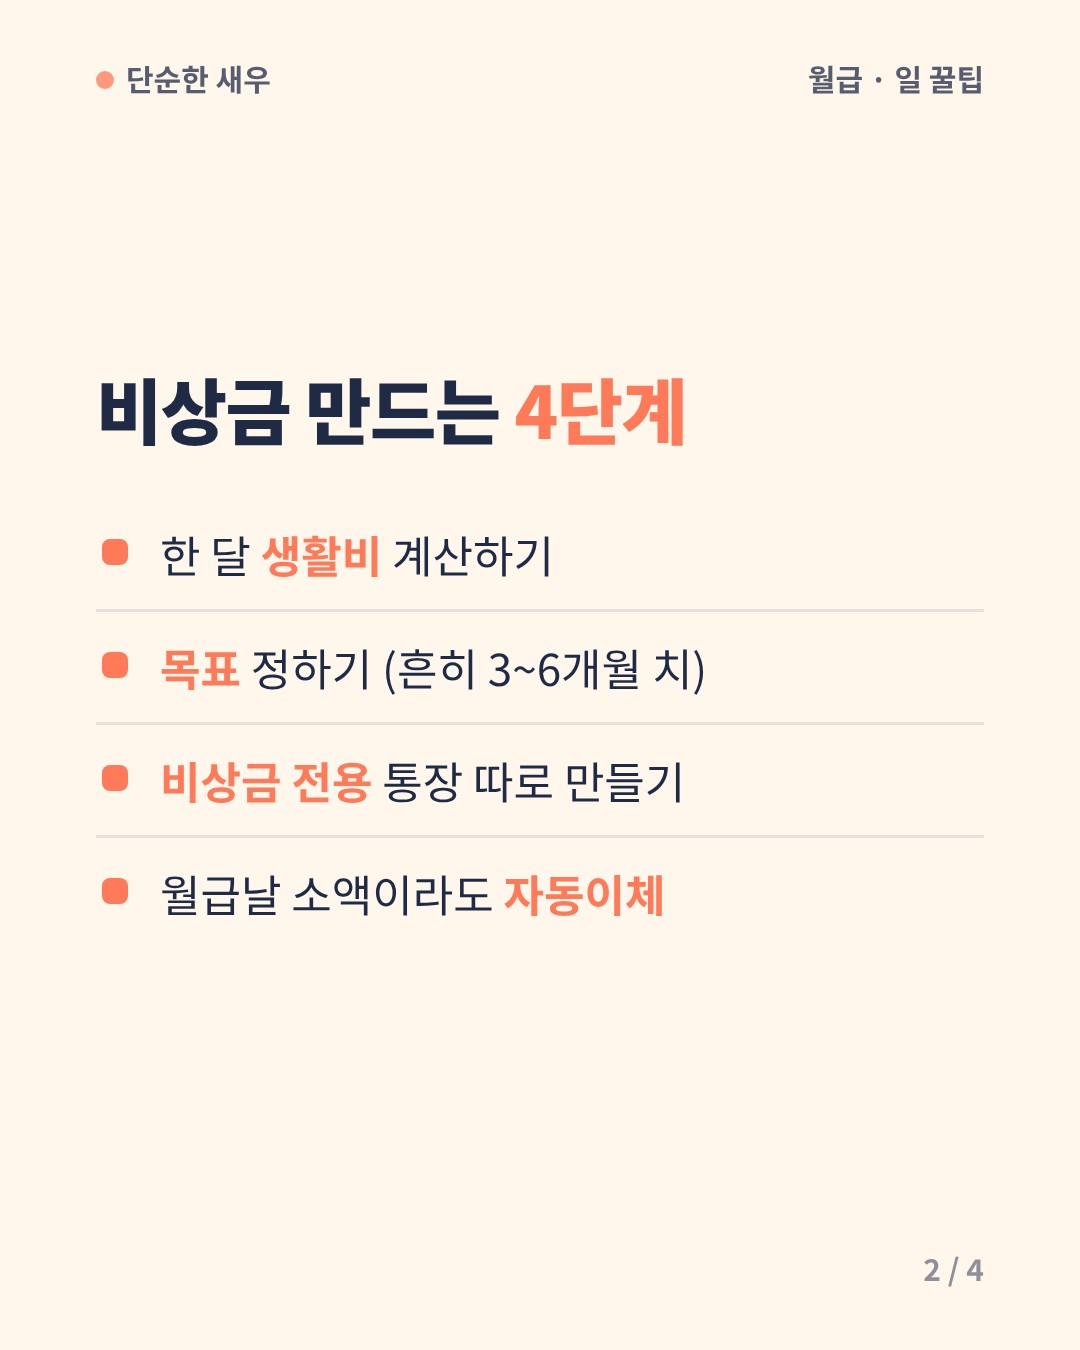 단순한 새우
월급 · 일 꿀팁
비상금 만드는 4단계
한 달 생활비 계산하기
목표 정하기 (흔히 3~6개월 치)
비상금 전용 통장 따로 만들기
월급날 소액이라도 자동이체
2 / 4